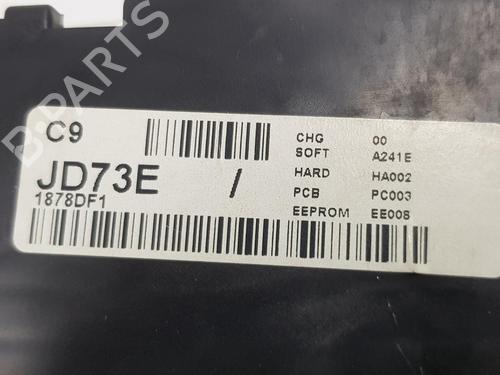 B-PARTS
C9
JD73E /
1878DF1
CHG 00
SOFT A241E
HARD HA002
PCB PC003
EEPROM EE008